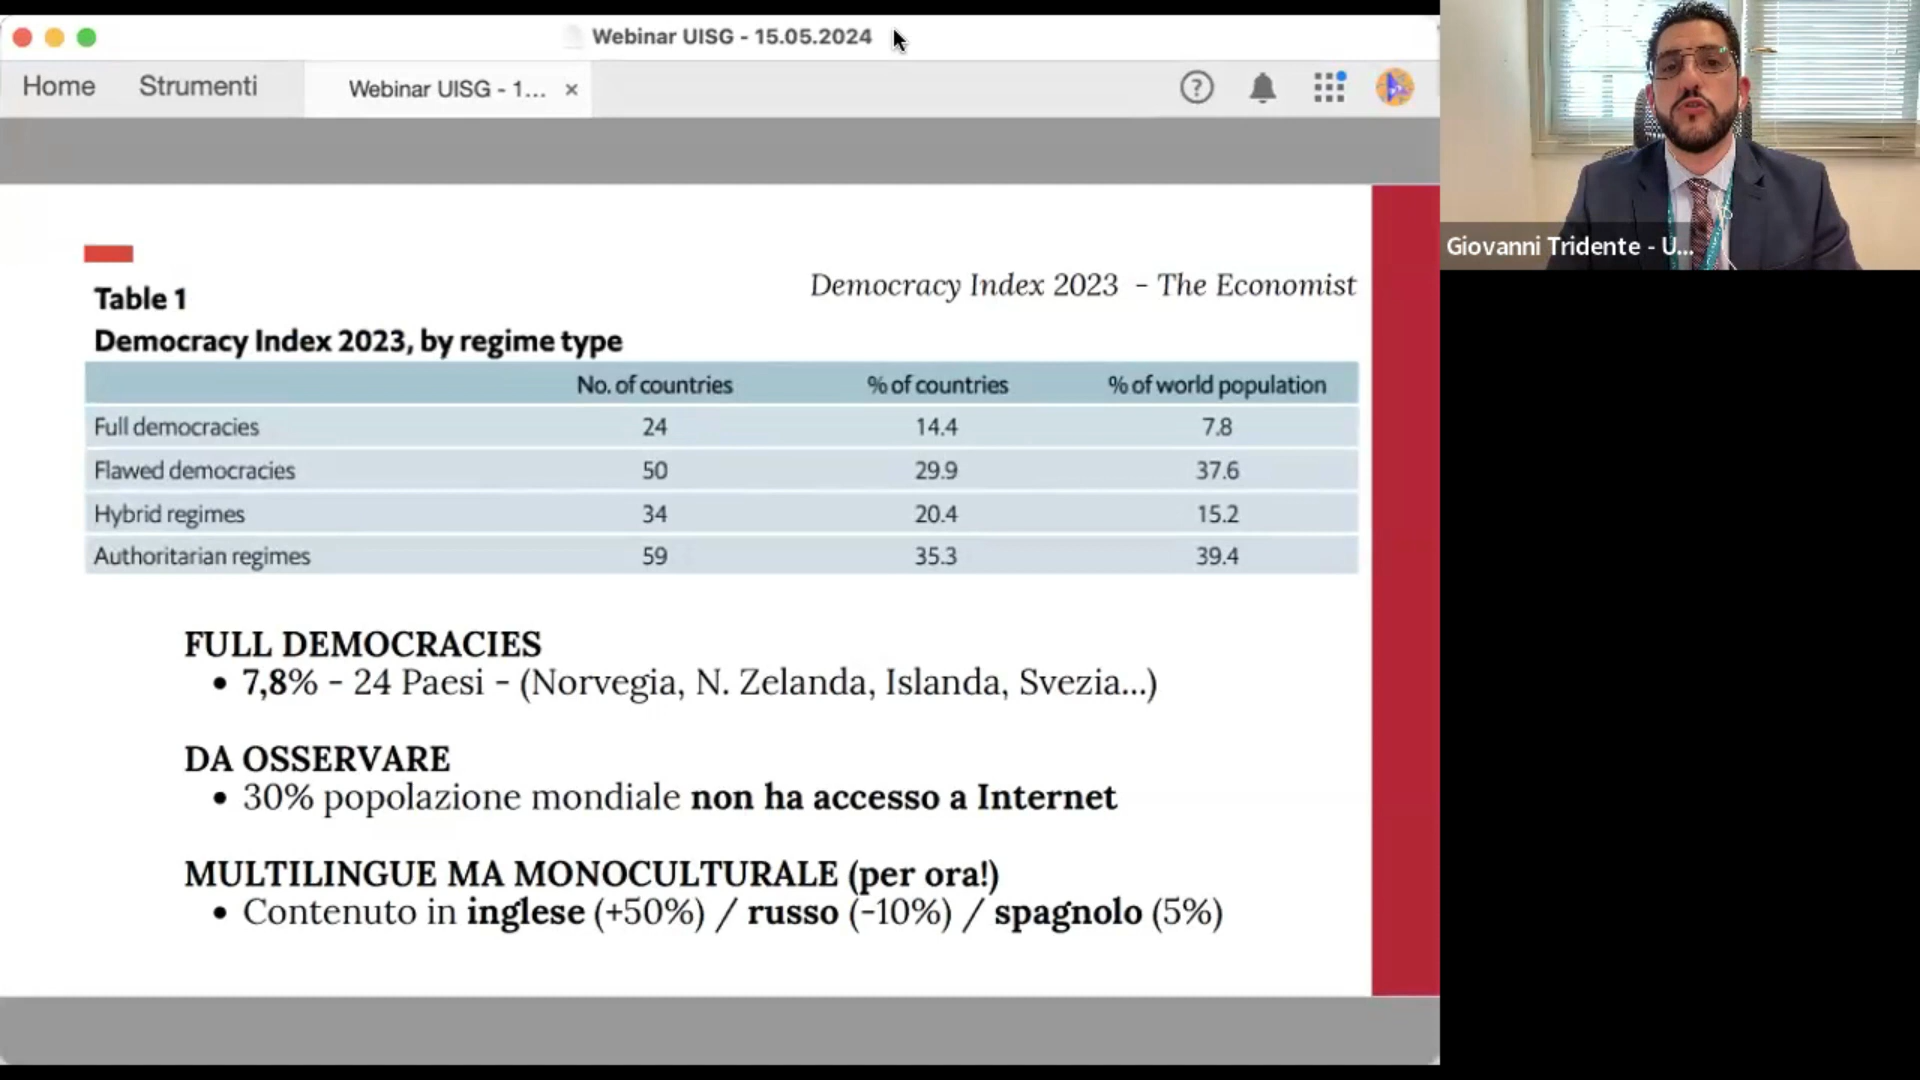 Webinar UISG - 15.05.2024
Home Strumenti Webinar UISG - 1... ×
?
Democracy Index 2023 - The Economist
Table 1
Democracy Index 2023, by regime type
No. of countries % of countries % of world population
Full democracies 24 14.4 7.8
Flawed democracies 50 29.9 37.6
Hybrid regimes 34 20.4 15.2
Authoritarian regimes 59 35.3 39.4
FULL DEMOCRACIES
• 7,8% - 24 Paesi - (Norvegia, N. Zelanda, Islanda, Svezia...)
DA OSSERVARE
• 30% popolazione mondiale non ha accesso a Internet
MULTILINGUE MA MONOCULTURALE (per ora!)
• Contenuto in inglese (+50%) / russo (-10%) / spagnolo (5%)
Giovanni Tridente - U...